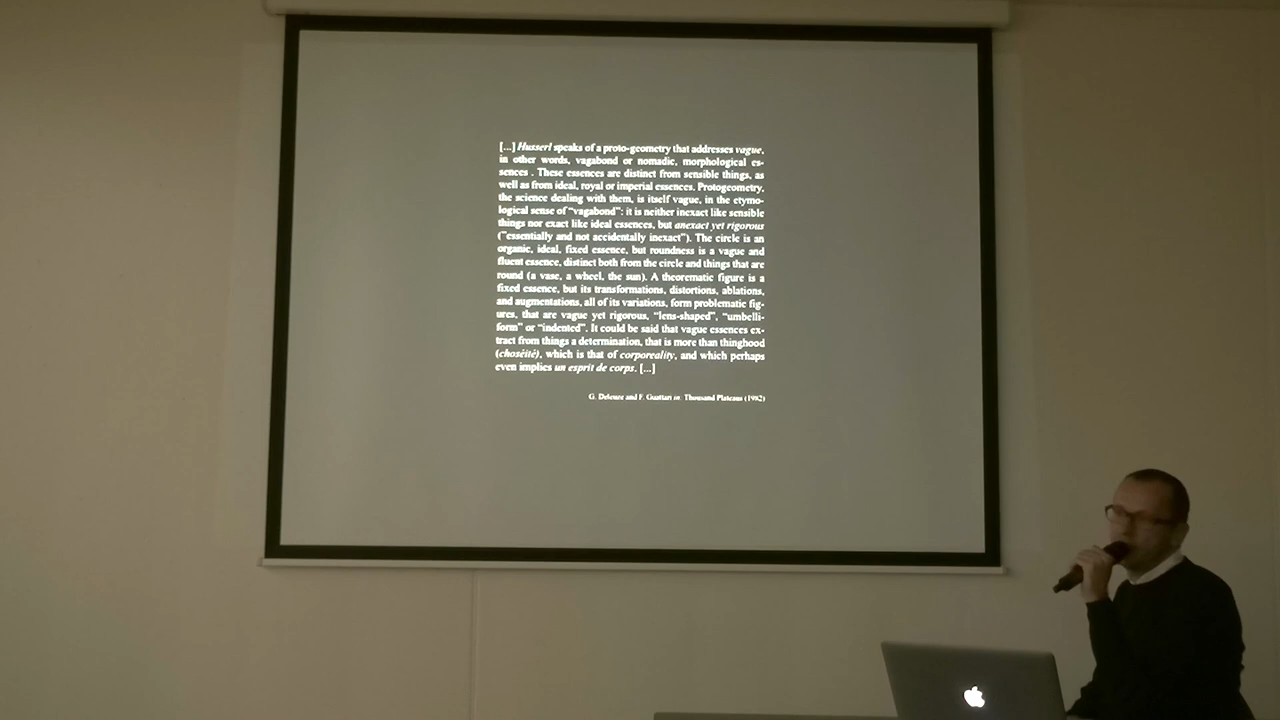 [...] Husserl speaks of a proto-geometry that addresses vague,
in other words, vagabond or nomadic, morphological es-
sences . These essences are distinct from sensible things, as
well as from ideal, royal or imperial essences. Protogeometry,
the science dealing with them, is itself vague, in the etymo-
logical sense of “vagabond”: it is neither inexact like sensible
things nor exact like ideal essences, but anexact yet rigorous
(“essentially and not accidentally inexact”). The circle is an
organic, ideal, fixed essence, but roundness is a vague and
fluent essence, distinct both from the circle and things that are
round (a vase, a wheel, the sun). A theorematic figure is a
fixed essence, but its transformations, distortions, ablations,
and augmentations, all of its variations, form problematic fig-
ures, that are vague yet rigorous, “lens-shaped”, “umbelli-
form” or “indented”. It could be said that vague essences ex-
tract from things a determination, that is more than thinghood
(choséité), which is that of corporeality, and which perhaps
even implies un esprit de corps. [...]
G. Deleuze and F. Guattari in: Thousand Plateaus (1982)